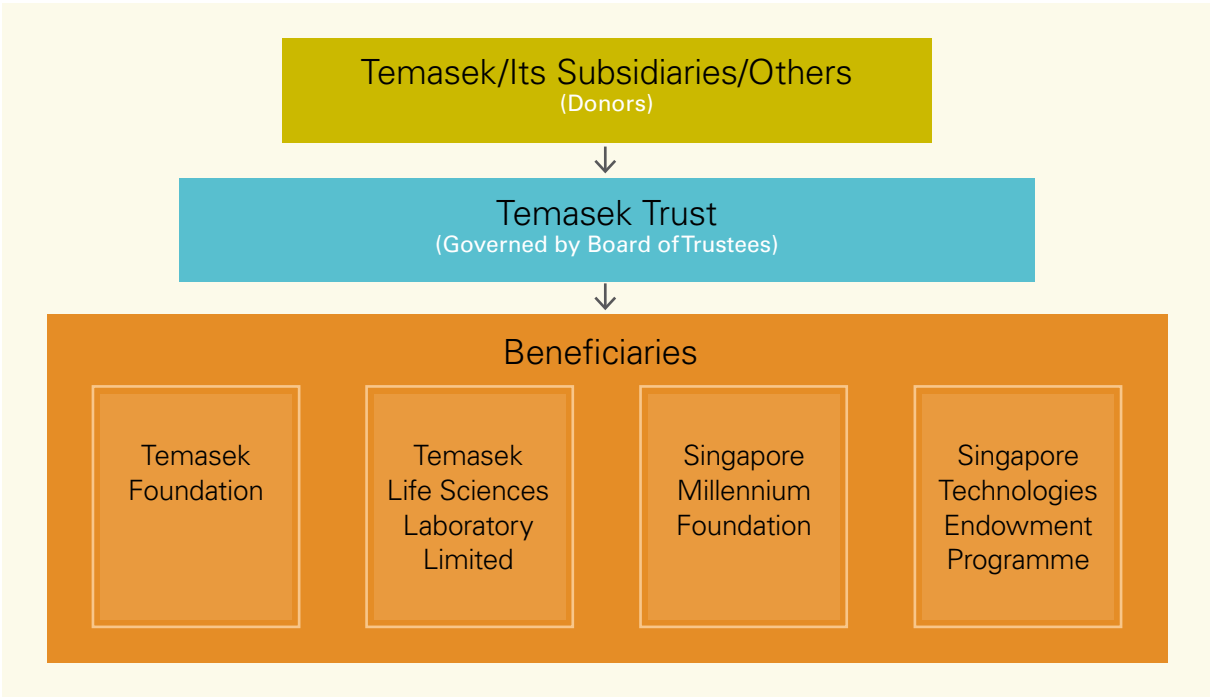 Temasek/Its Subsidiaries/Others
(Donors)
Temasek Trust
(Governed by Board of Trustees)
Beneficiaries
Temasek
Foundation
Temasek
Life Sciences
Laboratory
Limited
Singapore
Millennium
Foundation
Singapore
Technologies
Endowment
Programme